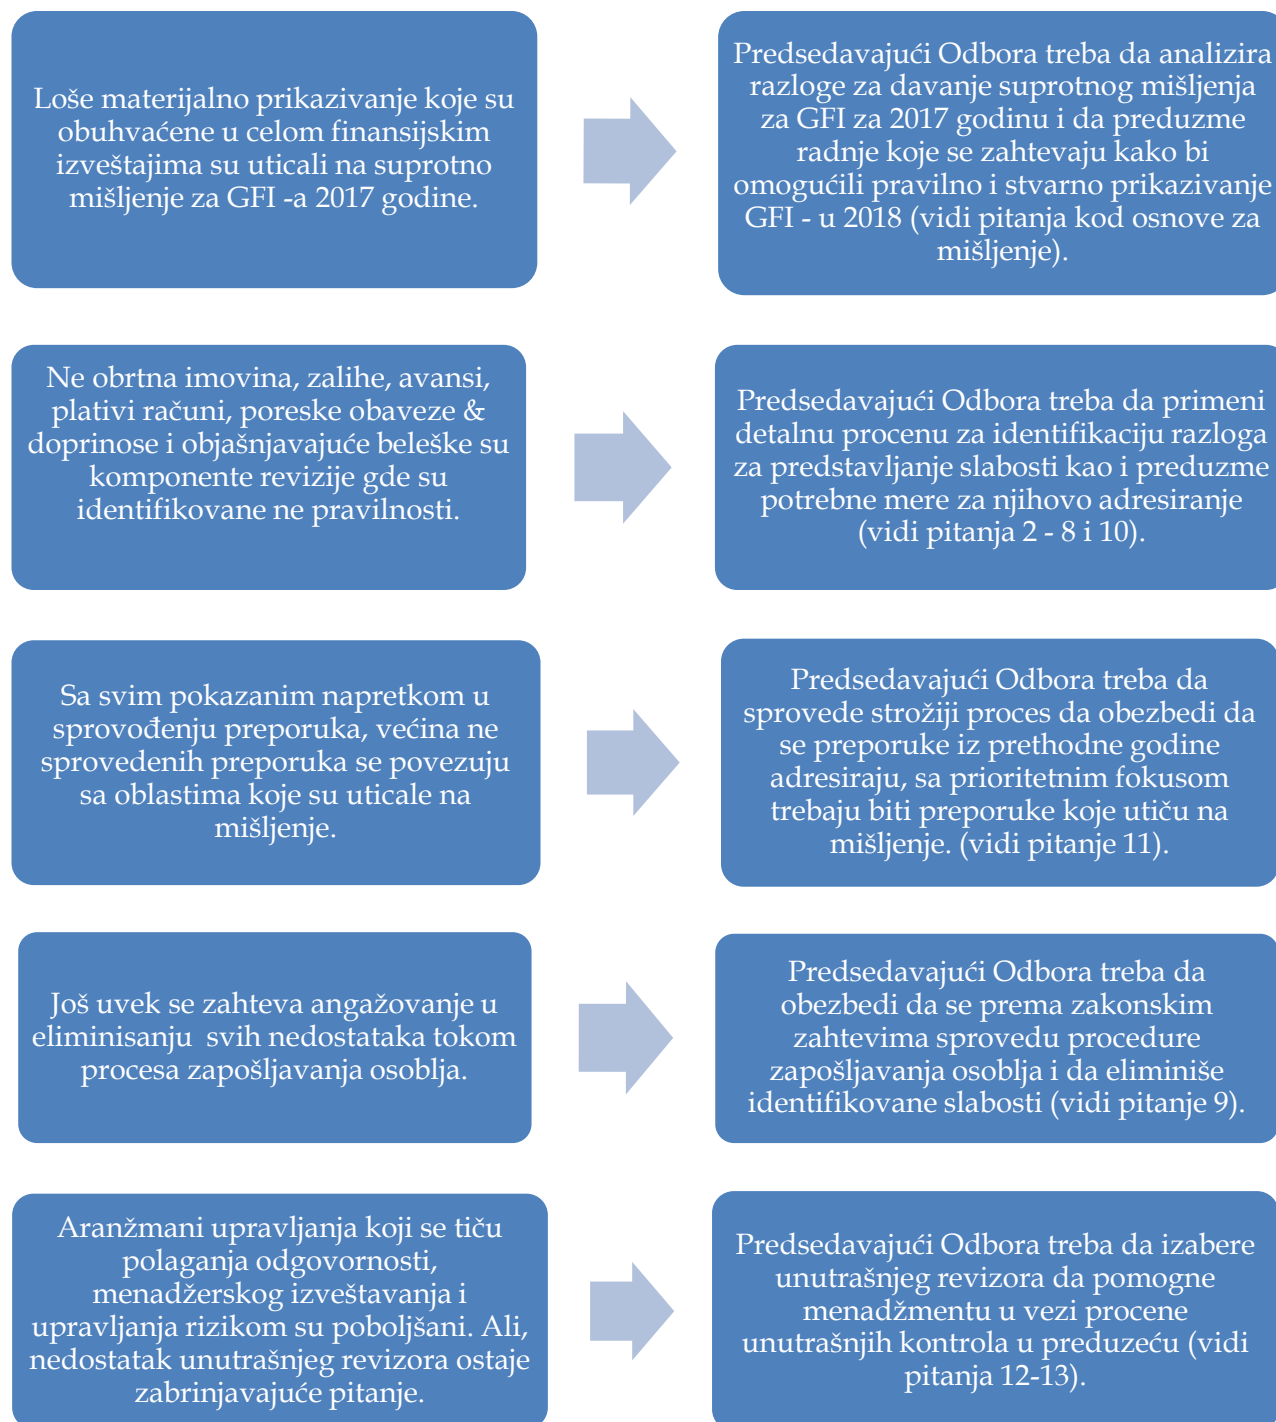 Loše materijalno prikazivanje koje su
obuhvaćene u celom finansijskim
izveštajima su uticali na suprotno
mišljenje za GFI -a 2017 godine.
Predsedavajući Odbora treba da analizira
razloge za davanje suprotnog mišljenja
za GFI za 2017 godinu i da preduzme
radnje koje se zahtevaju kako bi
omogućili pravilno i stvarno prikazivanje
GFI - u 2018 (vidi pitanja kod osnove za
mišljenje).
Ne obrtna imovina, zalihe, avansi,
plativi računi, poreske obaveze &
doprinose i objašnjavajuće beleške su
komponente revizije gde su
identifikovane ne pravilnosti.
Predsedavajući Odbora treba da primeni
detalnu procenu za identifikaciju razloga
za predstavljanje slabosti kao i preduzme
potrebne mere za njihovo adresiranje
(vidi pitanja 2 - 8 i 10).
Sa svim pokazanim napretkom u
sprovođenju preporuka, većina ne
sprovedenih preporuka se povezuju
sa oblastima koje su uticale na
mišljenje.
Predsedavajući Odbora treba da
sprovede strožiji proces da obezbedi da
se preporuke iz prethodne godine
adresiraju, sa prioritetnim fokusom
trebaju biti preporuke koje utiču na
mišljenje. (vidi pitanje 11).
Još uvek se zahteva angažovanje u
eliminisanju  svih nedostataka tokom
procesa zapošljavanja osoblja.
Predsedavajući Odbora treba da
obezbedi da se prema zakonskim
zahtevima sprovedu procedure
zapošljavanja osoblja i da eliminiše
identifikovane slabosti (vidi pitanje 9).
Aranžmani upravljanja koji se tiču
polaganja odgovornosti,
menadžerskog izveštavanja i
upravljanja rizikom su poboljšani. Ali,
nedostatak unutrašnjeg revizora ostaje
zabrinjavajuće pitanje.
Predsedavajući Odbora treba da izabere
unutrašnjeg revizora da pomogne
menadžmentu u vezi procene
unutrašnjih kontrola u preduzeću (vidi
pitanja 12-13).